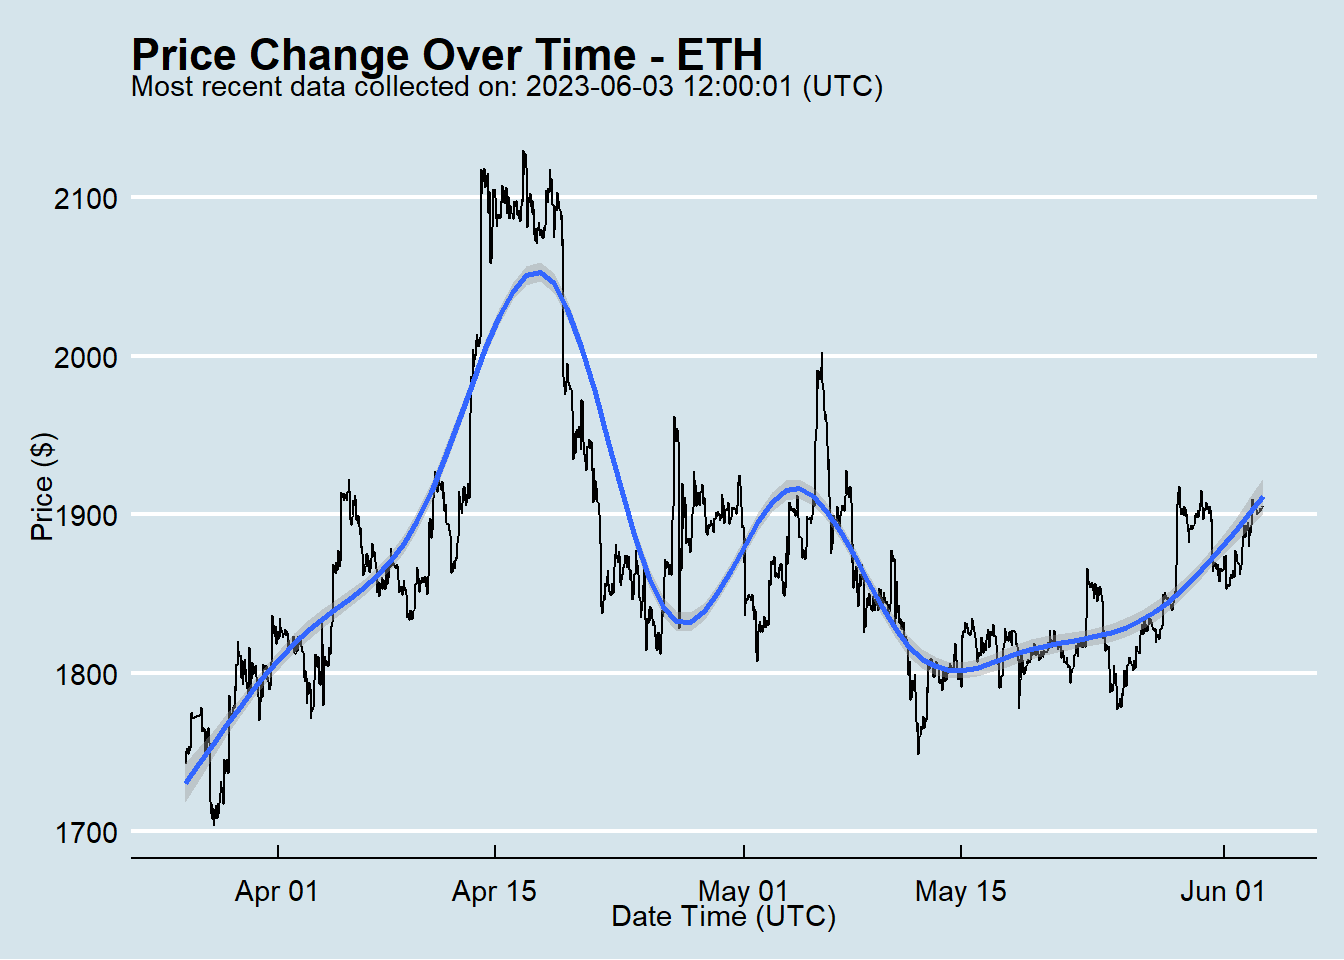 Price Change Over Time - ETH
Most recent data collected on: 2023-06-03 12:00:01 (UTC)
Price ($)
2100
2000
1900
1800
1700
Apr 01
Apr 15
May 01
May 15
Jun 01
Date Time (UTC)